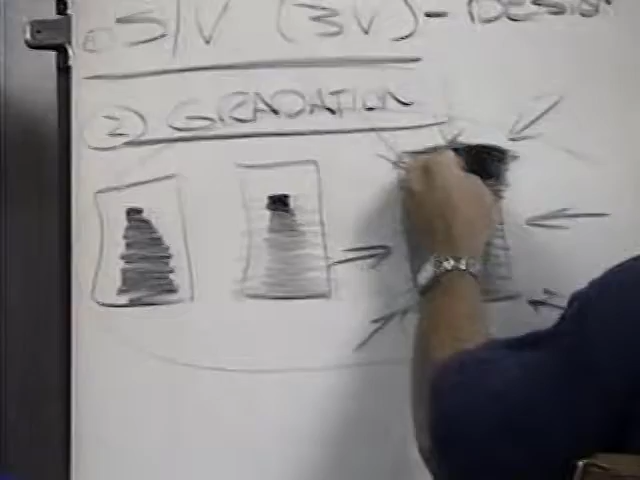 S/V (3V) - DESIGN
② GRADATION